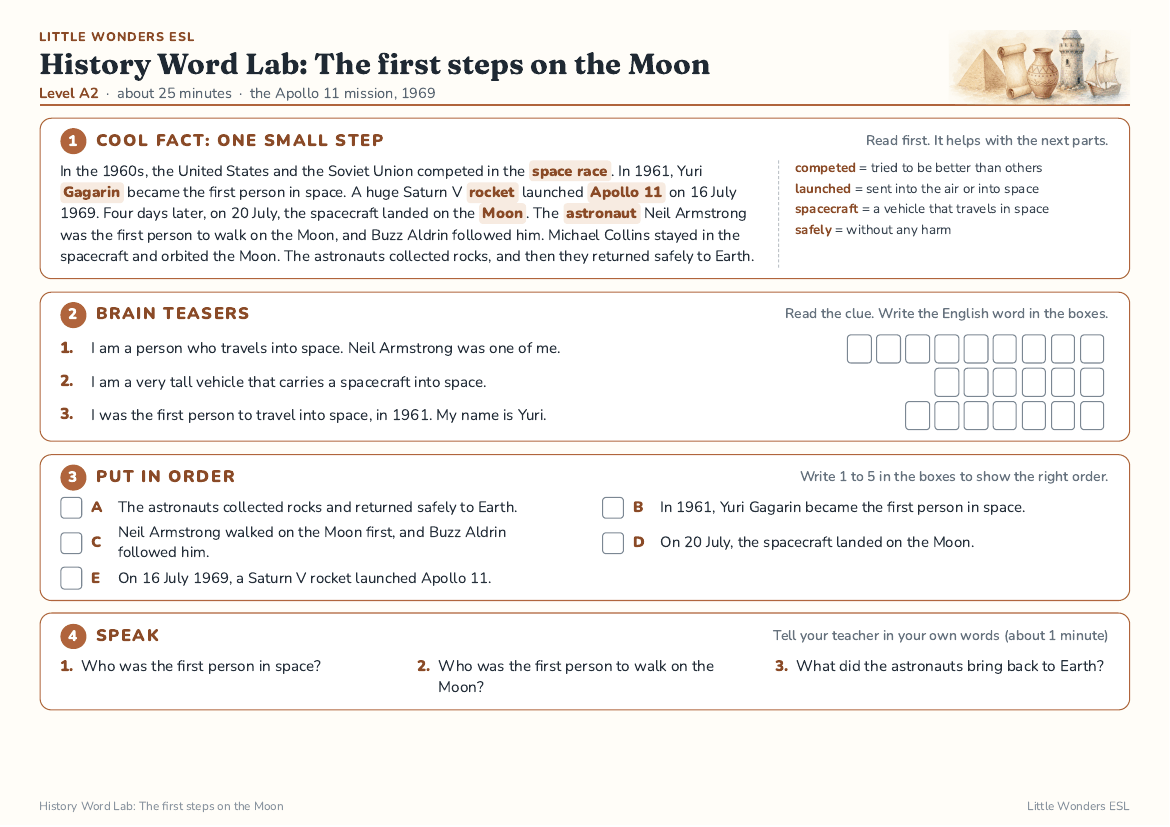 LITTLE WONDERS ESL
History Word Lab: The first steps on the Moon
Level A2 · about 25 minutes · the Apollo 11 mission, 1969
1 COOL FACT: ONE SMALL STEP
Read first. It helps with the next parts.
In the 1960s, the United States and the Soviet Union competed in the space race. In 1961, Yuri
Gagarin became the first person in space. A huge Saturn V rocket launched Apollo 11 on 16 July
1969. Four days later, on 20 July, the spacecraft landed on the Moon. The astronaut Neil Armstrong
was the first person to walk on the Moon, and Buzz Aldrin followed him. Michael Collins stayed in the
spacecraft and orbited the Moon. The astronauts collected rocks, and then they returned safely to Earth.
competed = tried to be better than others
launched = sent into the air or into space
spacecraft = a vehicle that travels in space
safely = without any harm
2 BRAIN TEASERS
Read the clue. Write the English word in the boxes.
1. I am a person who travels into space. Neil Armstrong was one of me.
2. I am a very tall vehicle that carries a spacecraft into space.
3. I was the first person to travel into space, in 1961. My name is Yuri.
3 PUT IN ORDER
Write 1 to 5 in the boxes to show the right order.
A The astronauts collected rocks and returned safely to Earth.
B In 1961, Yuri Gagarin became the first person in space.
C Neil Armstrong walked on the Moon first, and Buzz Aldrin
followed him.
D On 20 July, the spacecraft landed on the Moon.
E On 16 July 1969, a Saturn V rocket launched Apollo 11.
4 SPEAK
Tell your teacher in your own words (about 1 minute)
1. Who was the first person in space?
2. Who was the first person to walk on the
Moon?
3. What did the astronauts bring back to Earth?
History Word Lab: The first steps on the Moon
Little Wonders ESL